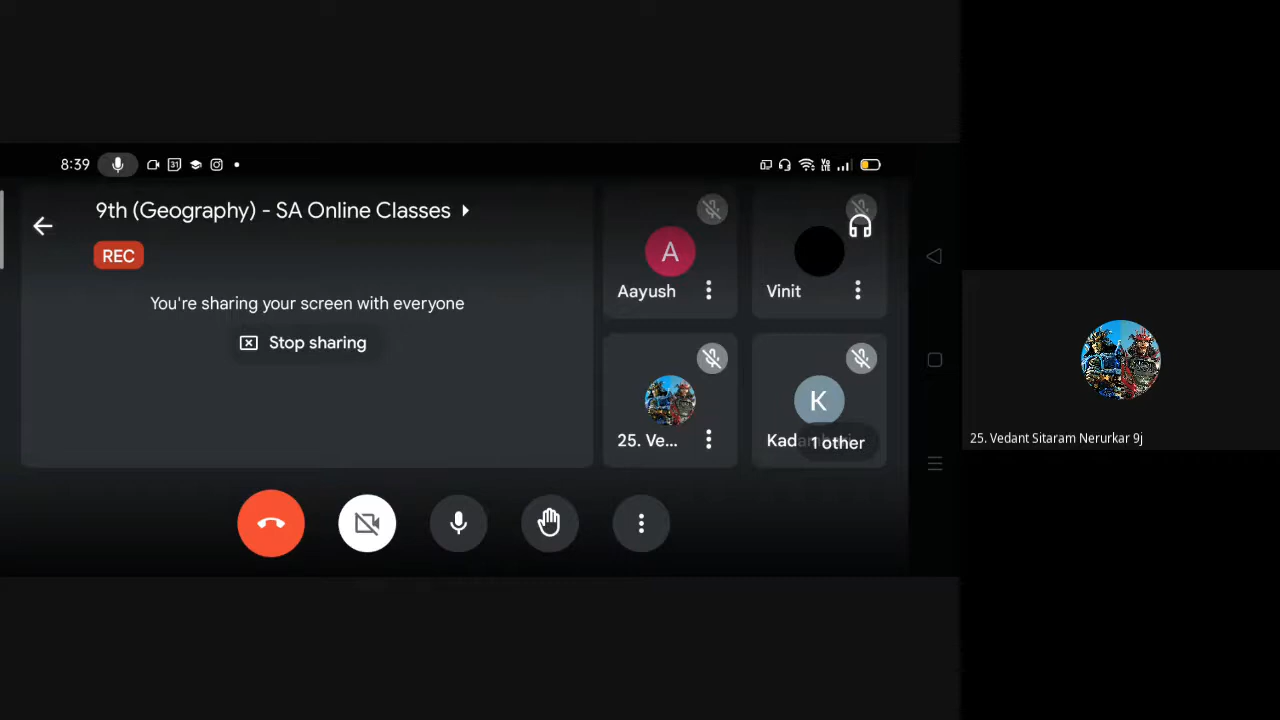 8:39
9th (Geography) - SA Online Classes
REC
You're sharing your screen with everyone
Stop sharing
A
Aayush
Vinit
25. Ve...
K
1 other
25. Vedant Sitaram Nerurkar 9j